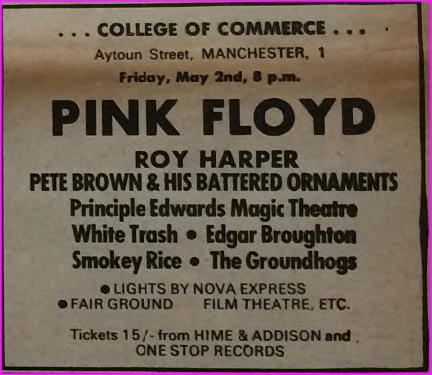 ... COLLEGE OF COMMERCE ...
Aytoun Street, MANCHESTER, 1
Friday, May 2nd, 8 p.m.
PINK FLOYD
ROY HARPER
PETE BROWN & HIS BATTERED ORNAMENTS
Principle Edwards Magic Theatre
White Trash • Edgar Broughton
Smokey Rice • The Groundhogs
• LIGHTS BY NOVA EXPRESS
• FAIR GROUND FILM THEATRE, ETC.
Tickets 15/- from HIME & ADDISON and
ONE STOP RECORDS